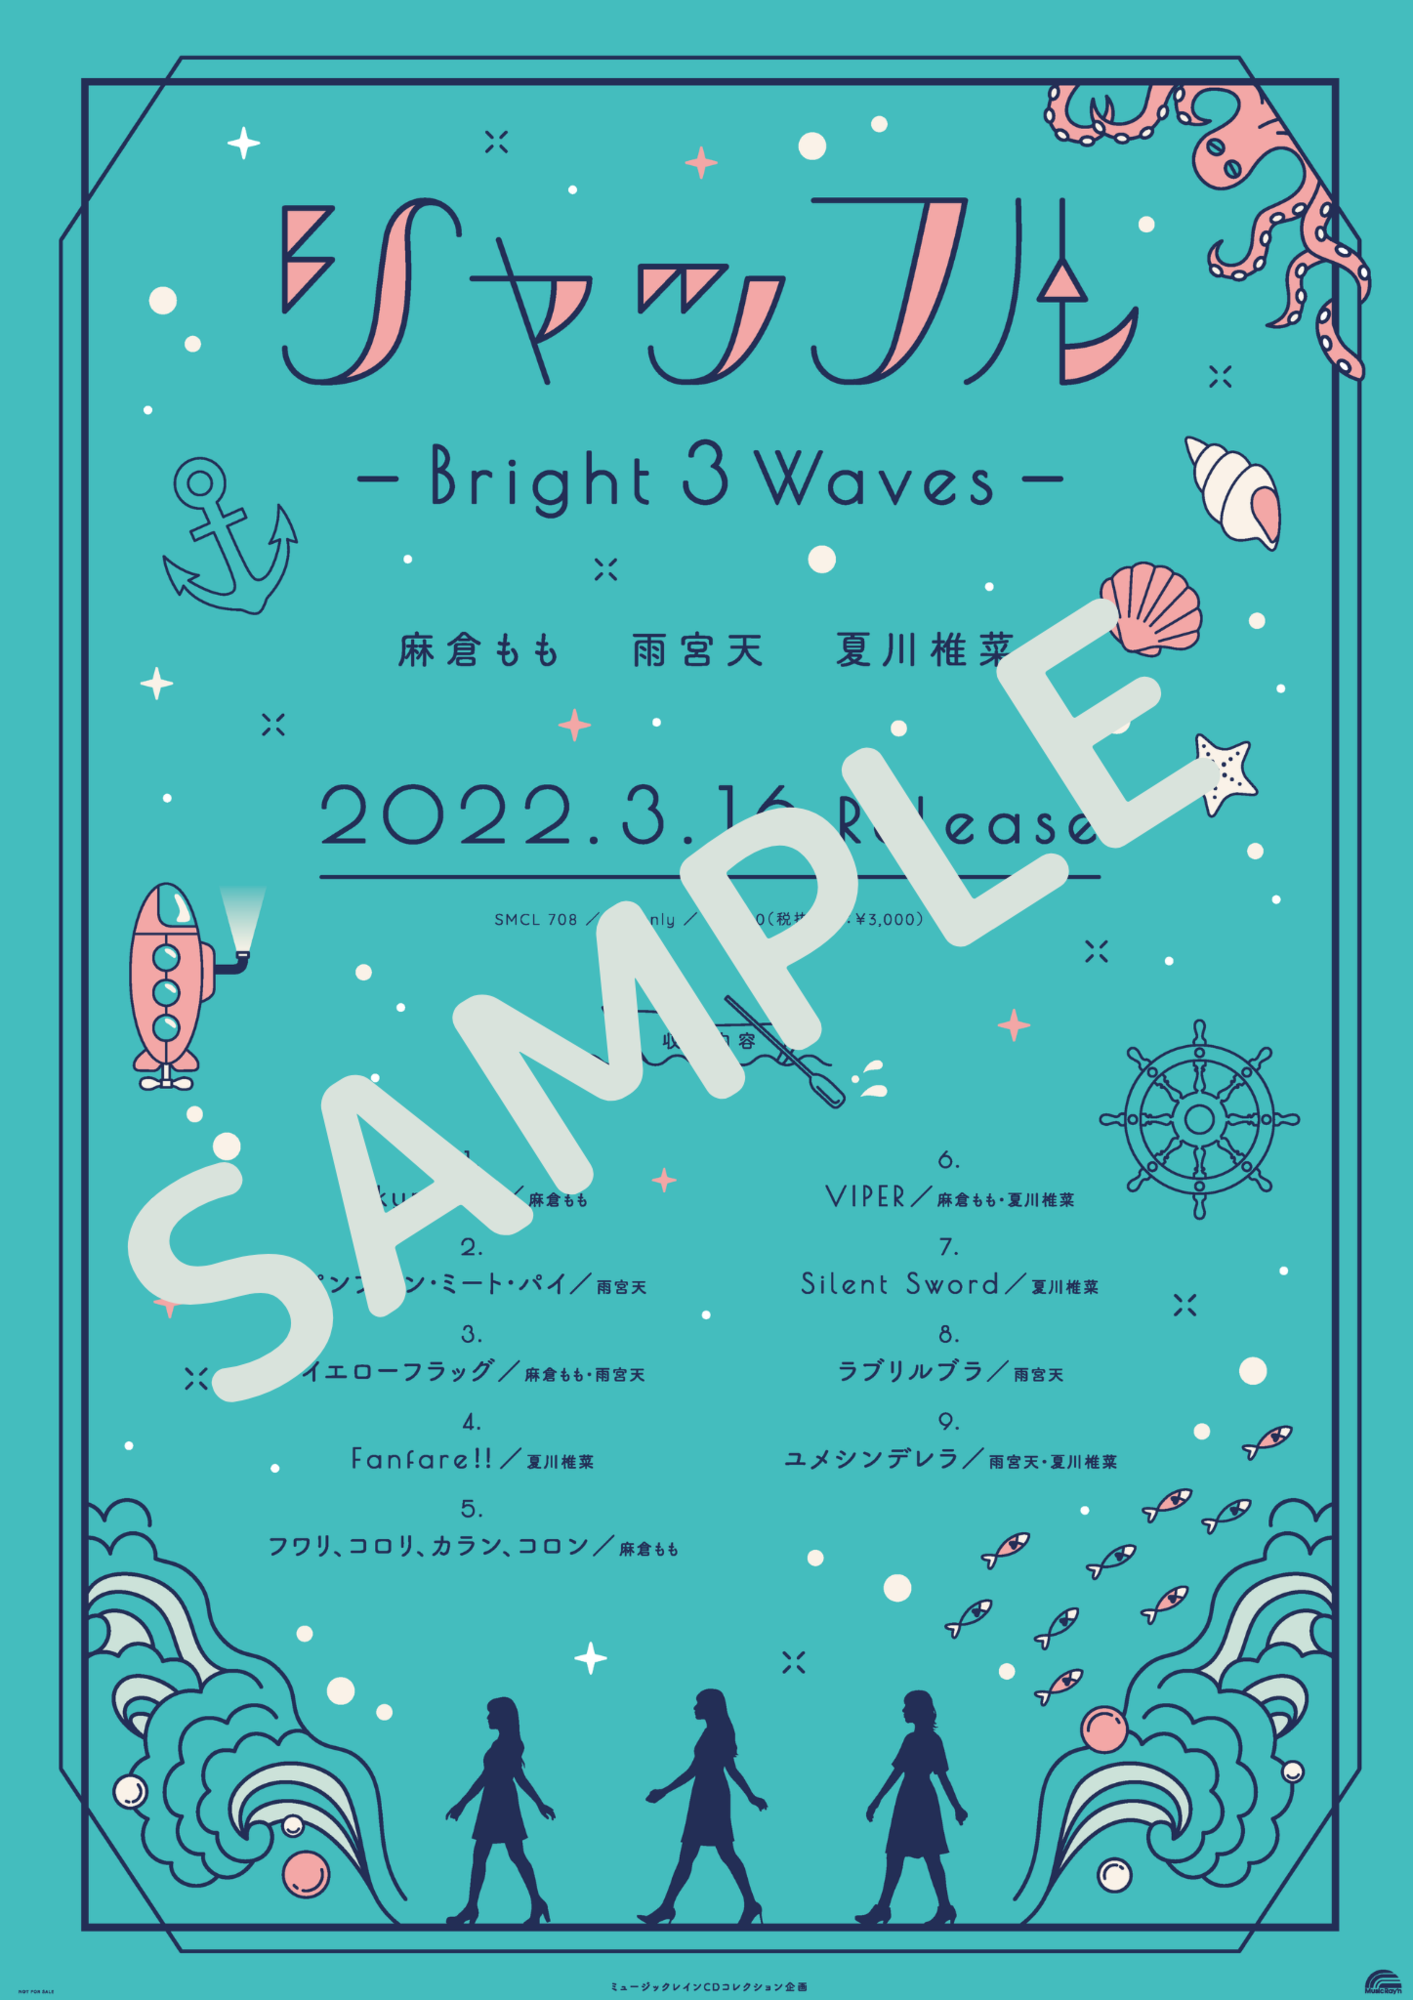 シャッフル
– Bright 3 Waves –
麻倉もも 雨宮天 夏川椎菜
2022.3.16 Release
SMCL 708 ／ ／ (税 ¥3,000)
容
SAMPLE
／麻倉もも
2.
ン・ミート・パイ／雨宮天
3.
イエローフラッグ／麻倉もも・雨宮天
4.
Fanfare!!／夏川椎菜
5.
フワリ、コロリ、カラン、コロン／麻倉もも
6.
VIPER／麻倉もも・夏川椎菜
7.
Silent Sword／夏川椎菜
8.
ラブリルブラ／雨宮天
9.
ユメシンデレラ／雨宮天・夏川椎菜
NOT FOR SALE
ミュージックレインCDコレクション企画
MusicRay'n